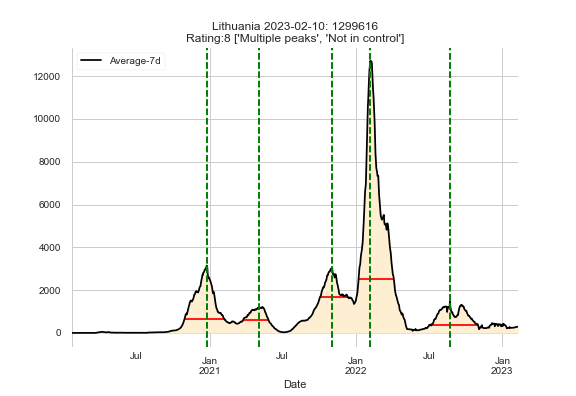 Lithuania 2023-02-10: 1299616
Rating:8 ['Multiple peaks', 'Not in control']
Average-7d
12000
10000
8000
6000
4000
2000
0
Jul Jan Jul Jan Jul Jan
2021 2022 2023
Date